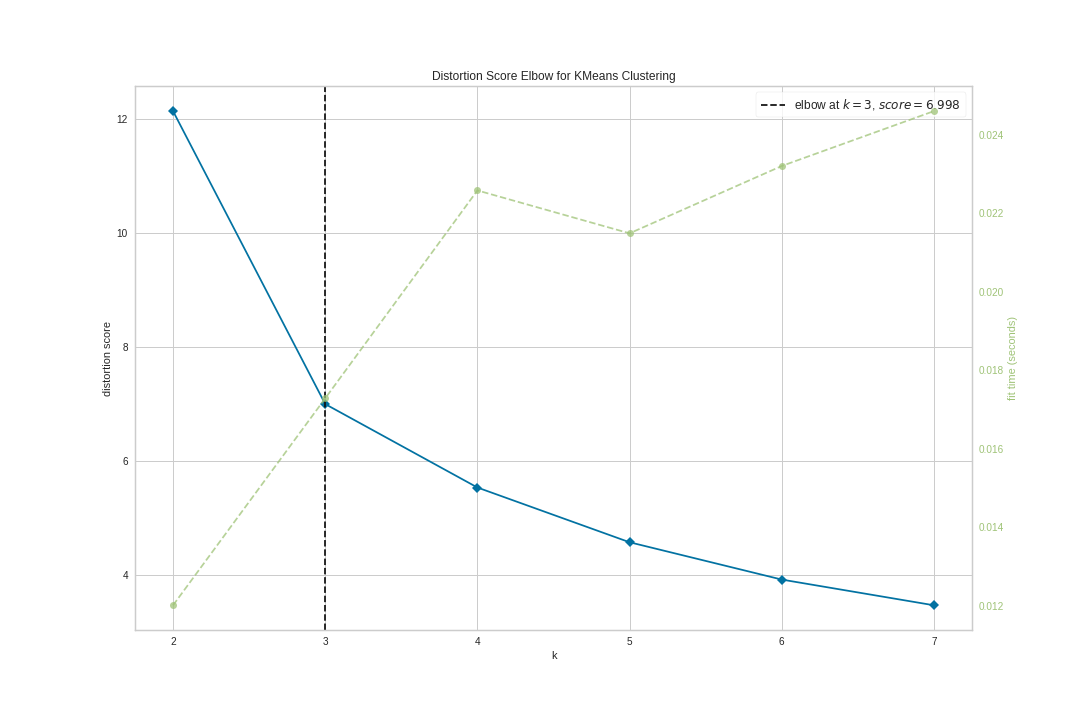 Distortion Score Elbow for KMeans Clustering
elbow at k = 3, score = 6.998
12
10
8
6
4
distortion score
0.024
0.022
0.020
0.018
0.016
0.014
0.012
fit time (seconds)
2 3 4 5 6 7
k